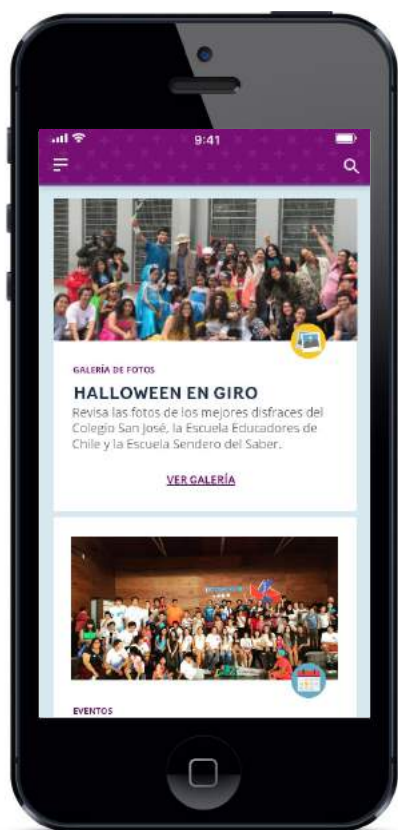 9:41
GALERÍA DE FOTOS
HALLOWEEN EN GIRO
Revisa las fotos de los mejores disfraces del
Colegio San José, la Escuela Educadores de
Chile y la Escuela Sendero del Saber.
VER GALERÍA
EVENTOS